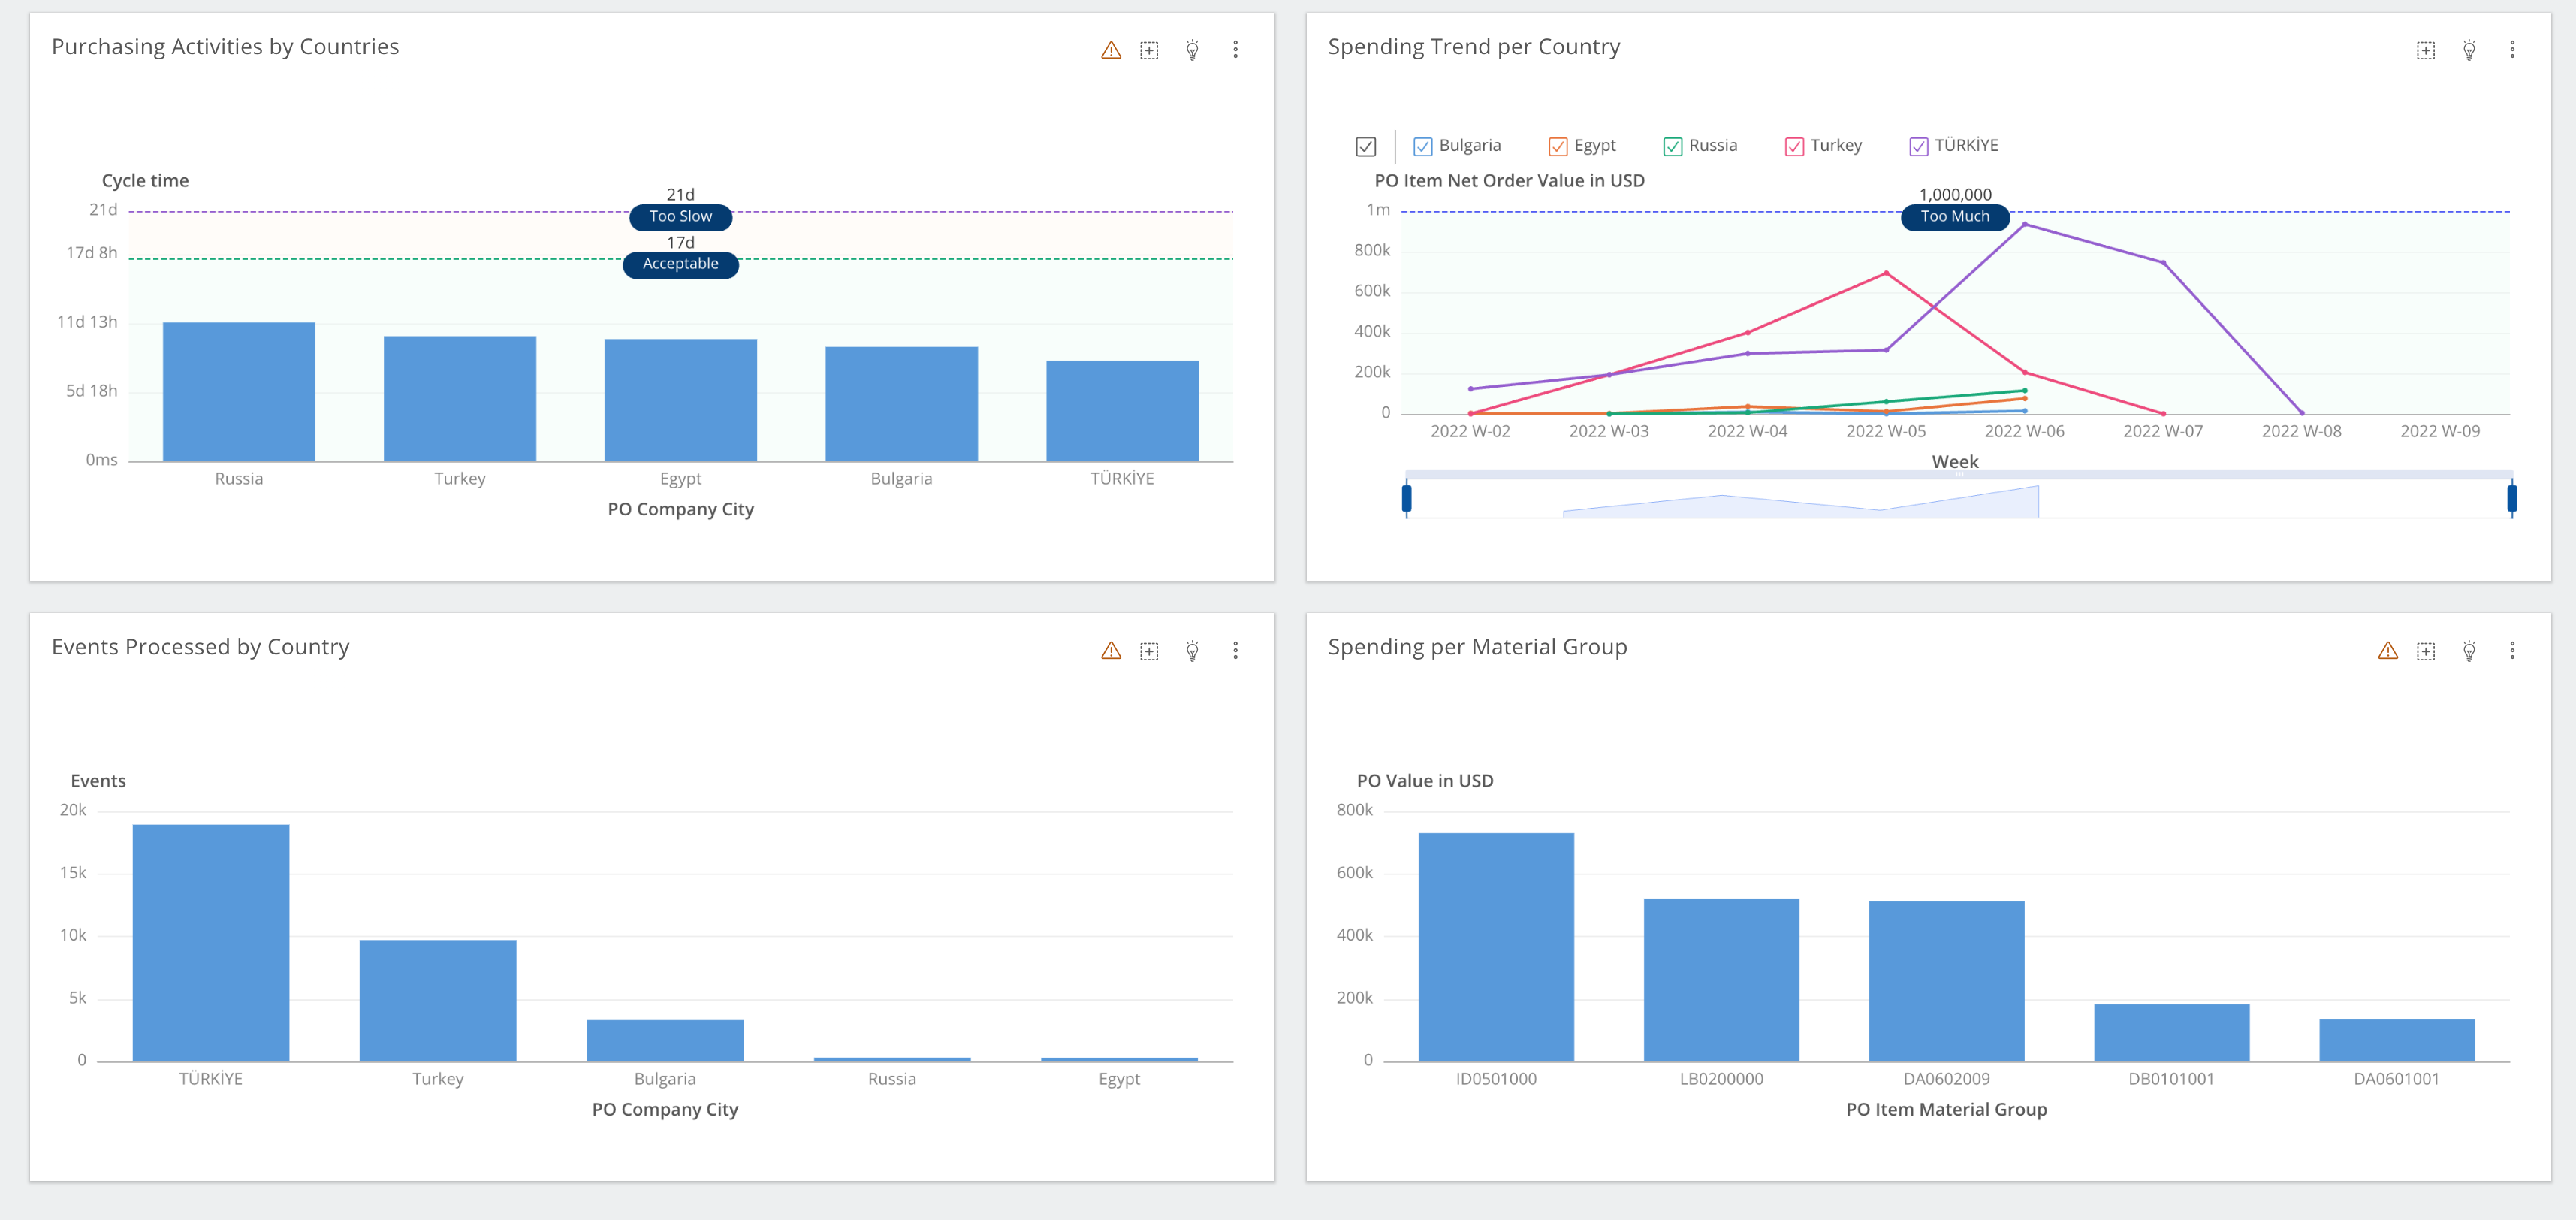 Purchasing Activities by Countries
Cycle time
21d
Too Slow
17d
Acceptable
21d
17d 8h
11d 13h
5d 18h
0ms
Russia Turkey Egypt Bulgaria TÜRKİYE
PO Company City
Spending Trend per Country
Bulgaria Egypt Russia Turkey TÜRKİYE
PO Item Net Order Value in USD
1,000,000
Too Much
1m
800k
600k
400k
200k
0
2022 W-02 2022 W-03 2022 W-04 2022 W-05 2022 W-06 2022 W-07 2022 W-08 2022 W-09
Week
Events Processed by Country
Events
20k
15k
10k
5k
0
TÜRKİYE Turkey Bulgaria Russia Egypt
PO Company City
Spending per Material Group
PO Value in USD
800k
600k
400k
200k
0
ID0501000 LB0200000 DA0602009 DB0101001 DA0601001
PO Item Material Group